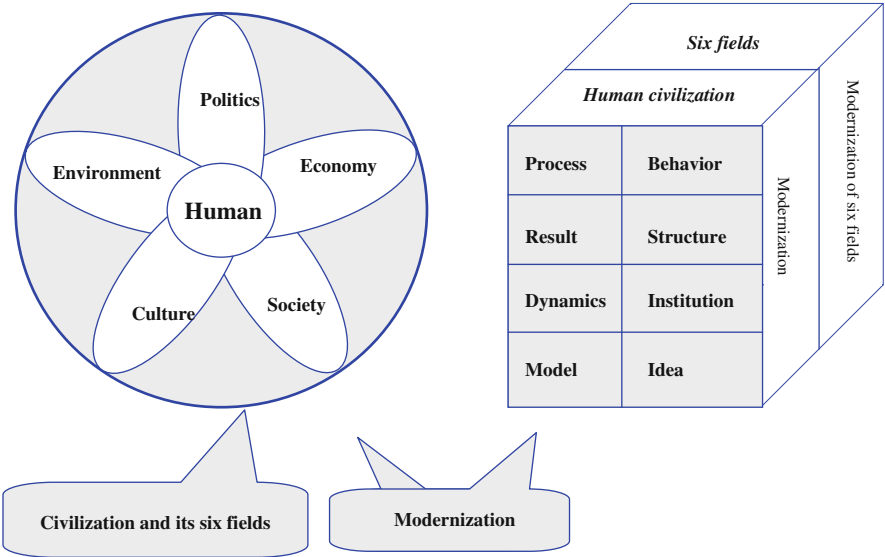 Politics
Environment
Economy
Human
Culture
Society
Six fields
Human civilization
Process Behavior
Result Structure
Dynamics Institution
Model Idea
Modernization
Modernization of six fields
Civilization and its six fields
Modernization